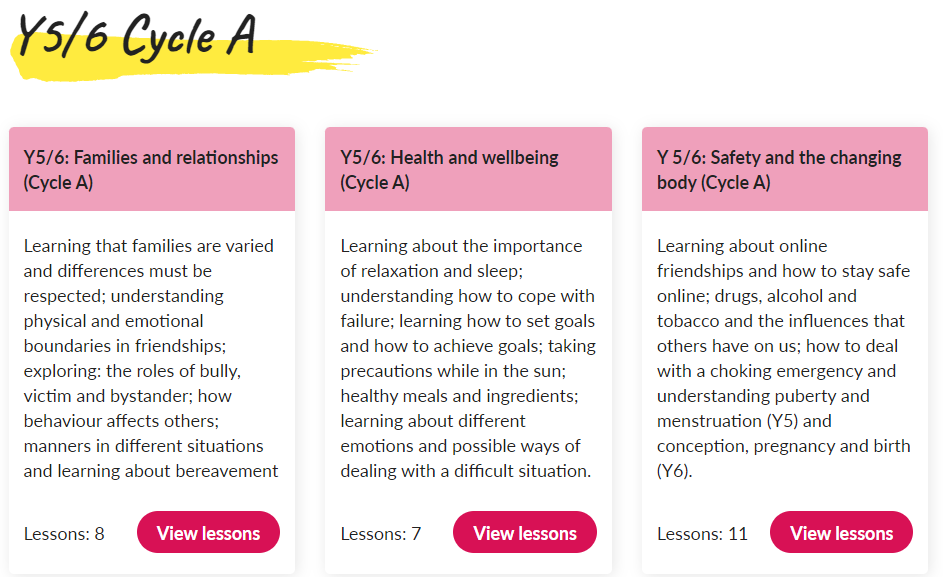 Y5/6 Cycle A
Y5/6: Families and relationships
(Cycle A)
Learning that families are varied
and differences must be
respected; understanding
physical and emotional
boundaries in friendships;
exploring: the roles of bully,
victim and bystander; how
behaviour affects others;
manners in different situations
and learning about bereavement
Lessons: 8
View lessons
Y5/6: Health and wellbeing
(Cycle A)
Learning about the importance
of relaxation and sleep;
understanding how to cope with
failure; learning how to set goals
and how to achieve goals; taking
precautions while in the sun;
healthy meals and ingredients;
learning about different
emotions and possible ways of
dealing with a difficult situation.
Lessons: 7
View lessons
Y 5/6: Safety and the changing
body (Cycle A)
Learning about online
friendships and how to stay safe
online; drugs, alcohol and
tobacco and the influences that
others have on us; how to deal
with a choking emergency and
understanding puberty and
menstruation (Y5) and
conception, pregnancy and birth
(Y6).
Lessons: 11
View lessons